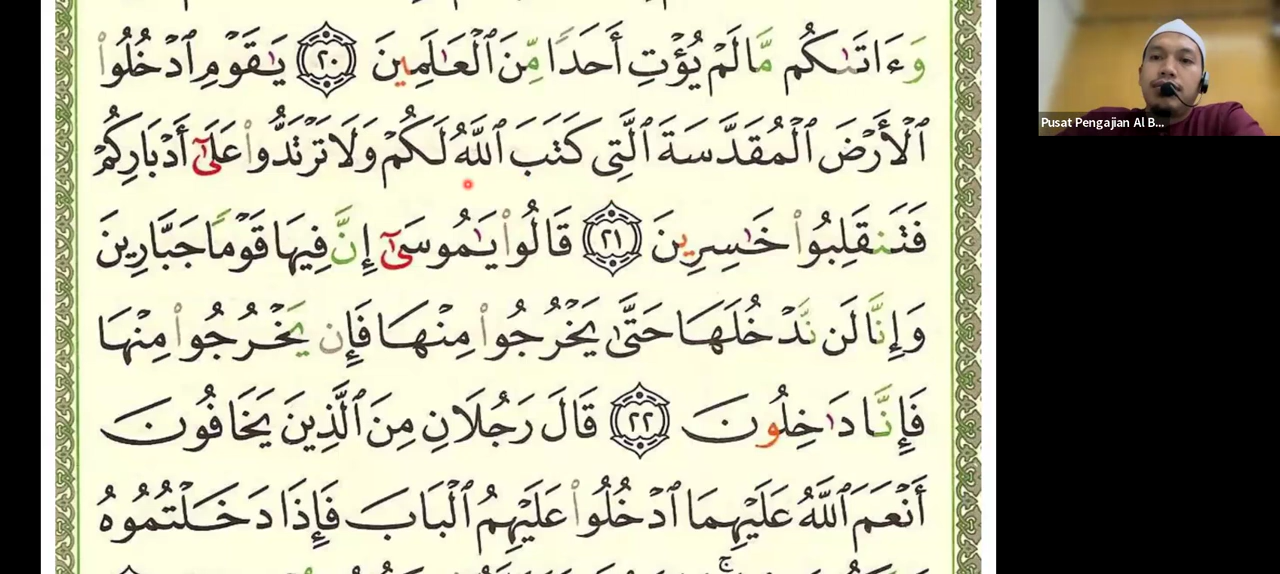 وَءَاتَىٰكُم مَّا لَمْ يُؤْتِ أَحَدًا مِّنَ ٱلْعَـٰلَمِينَ ٢٠ يَـٰقَوْمِ ٱدْخُلُوا۟
ٱلْأَرْضَ ٱلْمُقَدَّسَةَ ٱلَّتِى كَتَبَ ٱللَّهُ لَكُمْ وَلَا تَرْتَدُّوا۟ عَلَىٰٓ أَدْبَارِكُمْ
فَتَنقَلِبُوا۟ خَـٰسِرِينَ ٢١ قَالُوا۟ يَـٰمُوسَىٰٓ إِنَّ فِيهَا قَوْمًا جَبَّارِينَ
وَإِنَّا لَن نَّدْخُلَهَا حَتَّىٰ يَخْرُجُوا۟ مِنْهَا فَإِن يَخْرُجُوا۟ مِنْهَا
فَإِنَّا دَٰخِلُونَ ٢٢ قَالَ رَجُلَانِ مِنَ ٱلَّذِينَ يَخَافُونَ
أَنْعَمَ ٱللَّهُ عَلَيْهِمَا ٱدْخُلُوا۟ عَلَيْهِمُ ٱلْبَابَ فَإِذَا دَخَلْتُمُوهُ
Pusat Pengajian Al B...